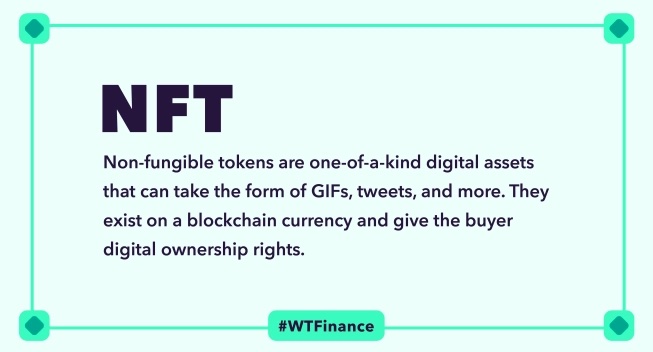 NFT
Non-fungible tokens are one-of-a-kind digital assets
that can take the form of GIFs, tweets, and more. They
exist on a blockchain currency and give the buyer
digital ownership rights.
#WTFinance